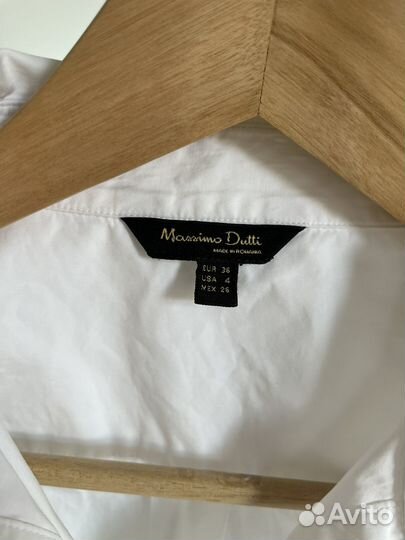 Massimo Dutti
MADE IN ROMANIA
EUR 36
USA 4
MEX 26
Avito